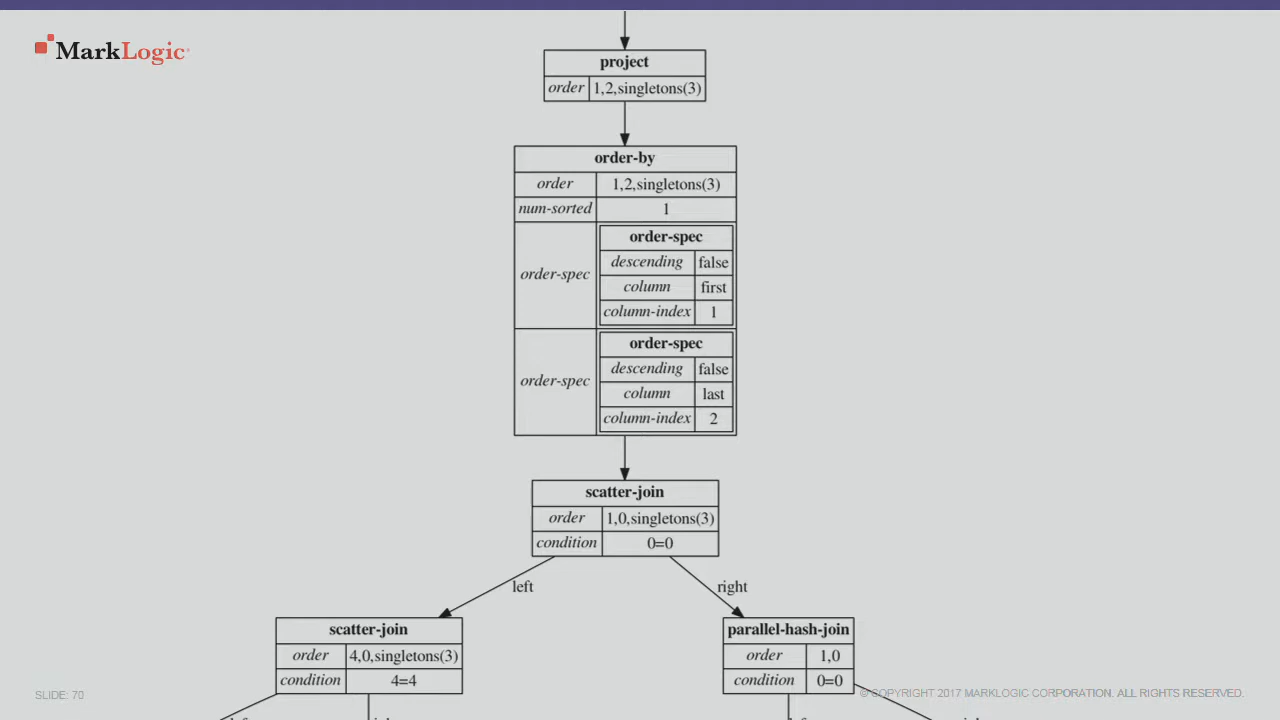 MarkLogic
project
order 1,2,singletons(3)
order-by
order 1,2,singletons(3)
num-sorted 1
order-spec
order-spec
descending false
column first
column-index 1
order-spec
order-spec
descending false
column last
column-index 2
scatter-join
order 1,0,singletons(3)
condition 0=0
left right
scatter-join
order 4,0,singletons(3)
condition 4=4
parallel-hash-join
order 1,0
condition 0=0
SLIDE: 70
© COPYRIGHT 2017 MARKLOGIC CORPORATION. ALL RIGHTS RESERVED.